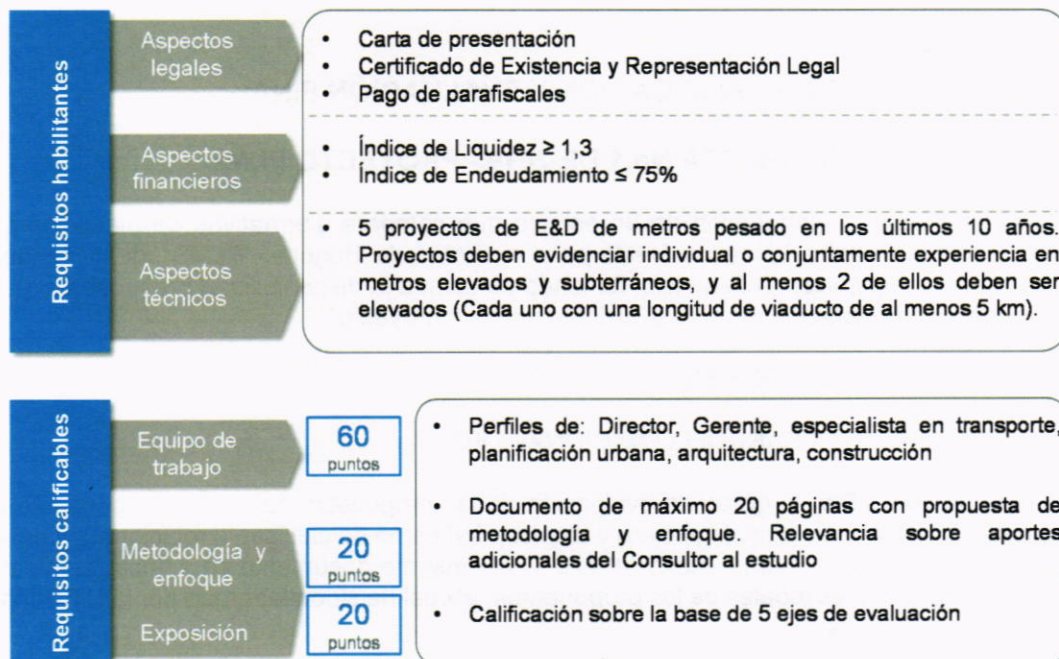 Requisitos habilitantes
Aspectos
legales
• Carta de presentación
• Certificado de Existencia y Representación Legal
• Pago de parafiscales
Aspectos
financieros
• Índice de Liquidez ≥ 1,3
• Índice de Endeudamiento ≤ 75%
Aspectos
técnicos
• 5 proyectos de E&D de metros pesado en los últimos 10 años.
Proyectos deben evidenciar individual o conjuntamente experiencia en
metros elevados y subterráneos, y al menos 2 de ellos deben ser
elevados (Cada uno con una longitud de viaducto de al menos 5 km).
Requisitos calificables
Equipo de
trabajo
60
puntos
• Perfiles de: Director, Gerente, especialista en transporte,
planificación urbana, arquitectura, construcción
Metodología y
enfoque
20
puntos
• Documento de máximo 20 páginas con propuesta de
metodología y enfoque. Relevancia sobre aportes
adicionales del Consultor al estudio
Exposición
20
puntos
• Calificación sobre la base de 5 ejes de evaluación